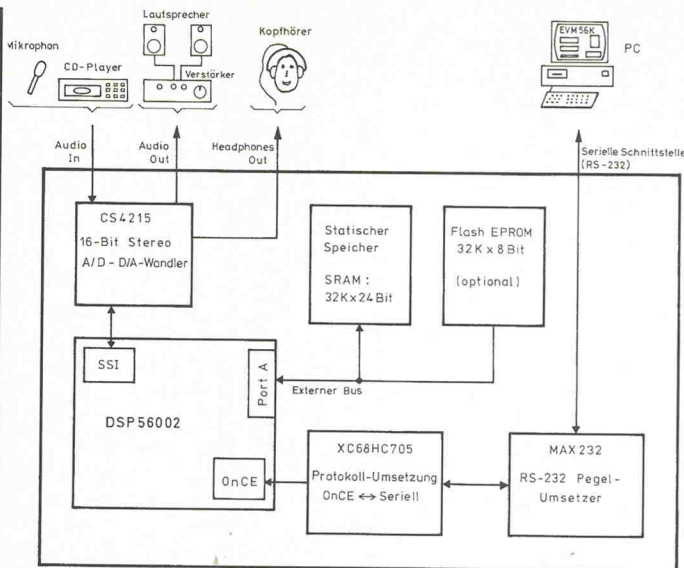 Mikrophon
CD-Player
Lautsprecher
Verstärker
Kopfhörer
EVM 56K
PC
Audio
In
Audio
Out
Headphones
Out
Serielle Schnittstelle
(RS-232)
CS4215
16-Bit Stereo
A/D - D/A-Wandler
Statischer
Speicher
SRAM :
32K x 24 Bit
Flash EPROM
32 K x 8 Bit
(optional)
SSI
Port A
Externer Bus
DSP 56002
OnCE
XC68HC705
Protokoll-Umsetzung
OnCE ↔ Seriell
MAX 232
RS-232 Pegel-
Umsetzer